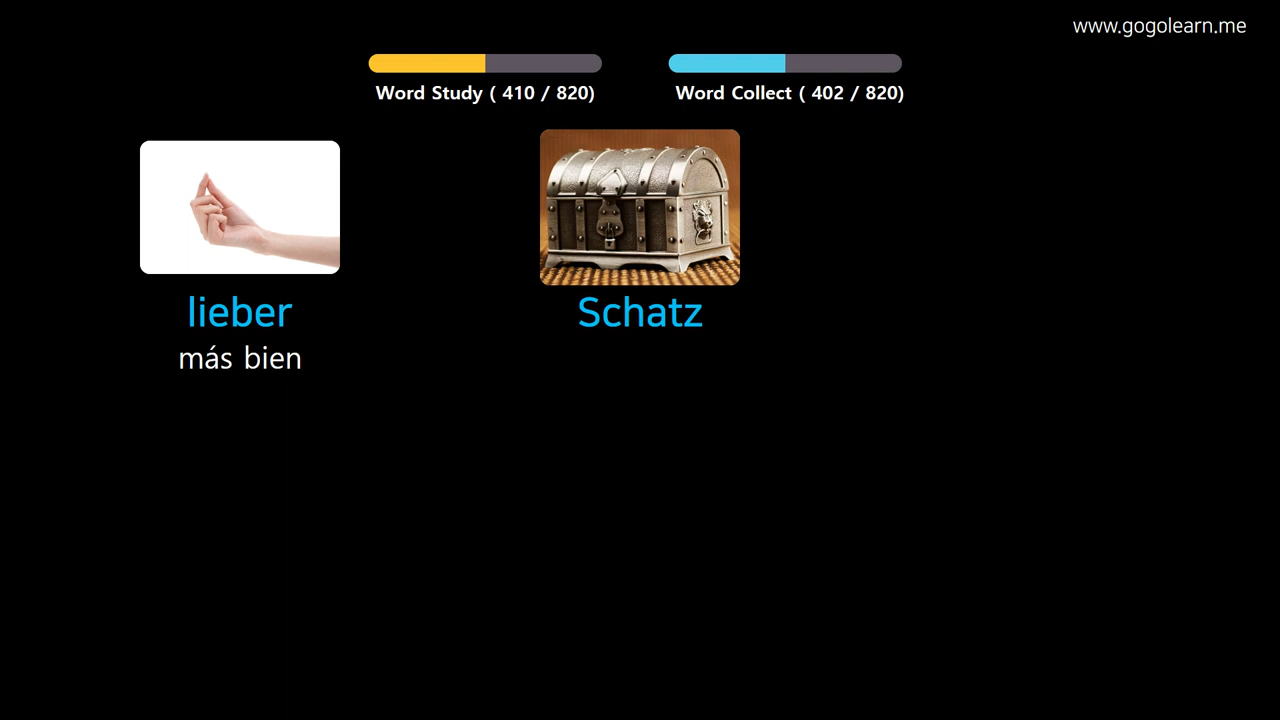 www.gogolearn.me
Word Study ( 410 / 820)
Word Collect ( 402 / 820)
lieber
más bien
Schatz